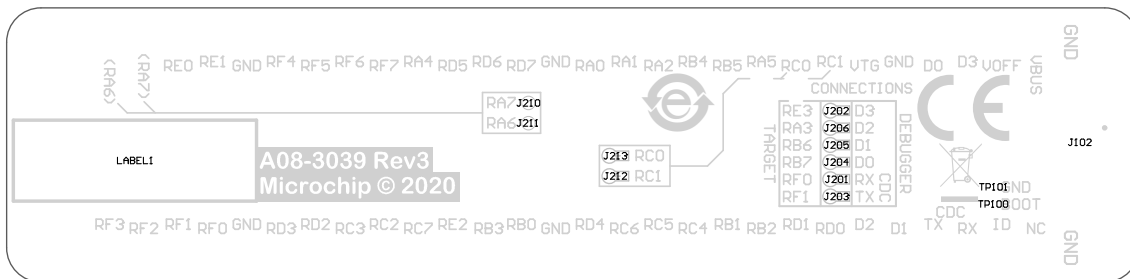 GND
(RA6) (RA7) RE0 RE1 GND RF4 RF5 RF6 RF7 RA4 RD5 RD6 RD7 GND RA0 RA1 RA2 RB4 RB5 RA5 RC0 RC1 VTG GND D0 D3 VOFF VBUS
CONNECTIONS
RA7 J210
RA6 J211
RE3 J202 D3
RA3 J206 D2
RB6 J205 D1
RB7 J204 D0
RF0 J201 RX
RF1 J203 TX
TARGET
DEBUGGER
CDC
J102
LABEL1
A08-3039 Rev3
Microchip © 2020
J213 RC0
J212 RC1
TP101 GND
TP100 BOOT
CDC
RF3 RF2 RF1 RF0 GND RD3 RD2 RC3 RC2 RC7 RE2 RB3 RB0 GND RD4 RC6 RC5 RC4 RB1 RB2 RD1 RD0 D2 D1 TX RX ID NC
GND